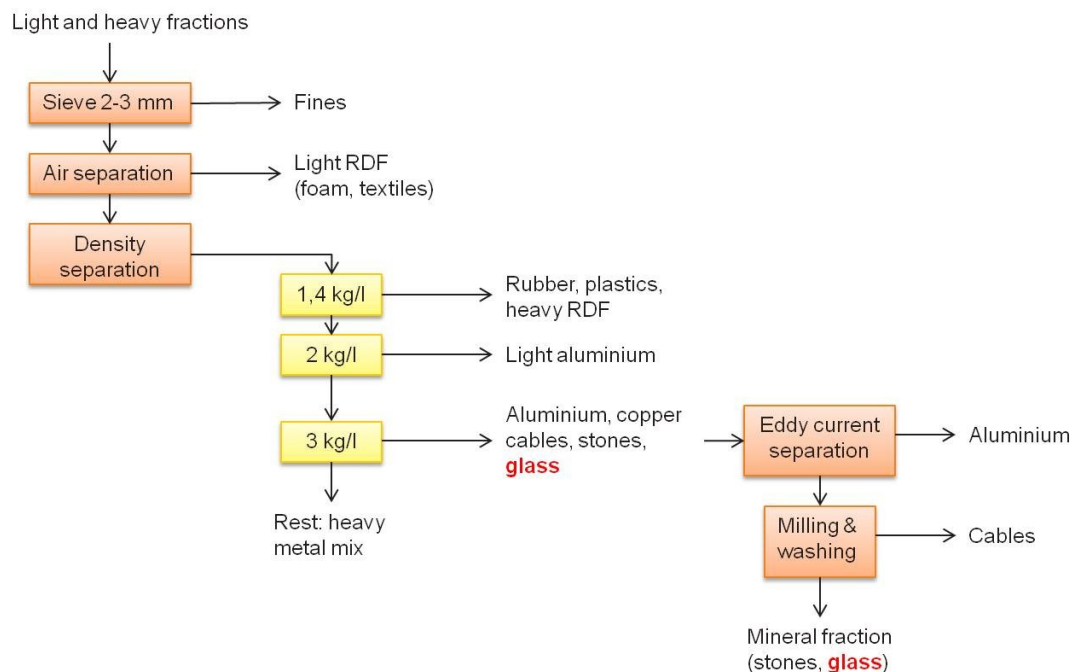 Light and heavy fractions
Sieve 2-3 mm
Fines
Air separation
Light RDF
(foam, textiles)
Density
separation
1,4 kg/l
Rubber, plastics,
heavy RDF
2 kg/l
Light aluminium
3 kg/l
Aluminium, copper
cables, stones,
glass
Eddy current
separation
Aluminium
Rest: heavy
metal mix
Milling &
washing
Cables
Mineral fraction
(stones, glass)